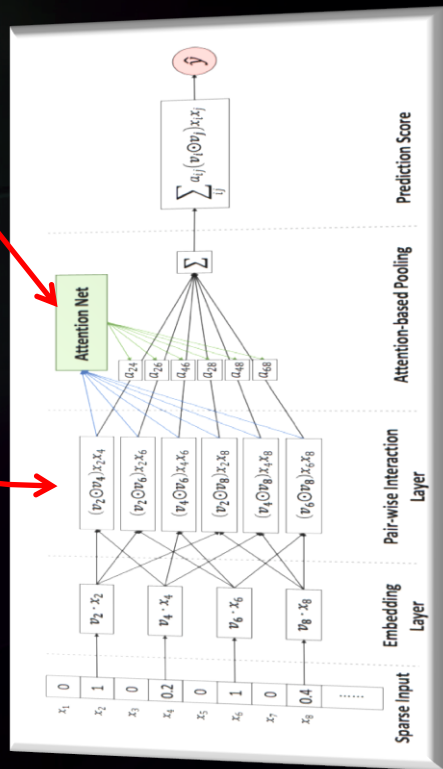 x₁ 0
x₂ 1
x₃ 0
x₄ 0.2
x₅ 0
x₆ 1
x₇ 0
x₈ 0.4
......
Sparse Input
v₂ · x₂
v₄ · x₄
v₆ · x₆
v₈ · x₈
Embedding
Layer
(v₂⊙v₄)x₂x₄
(v₂⊙v₆)x₂x₆
(v₄⊙v₆)x₄x₆
(v₂⊙v₈)x₂x₈
(v₄⊙v₈)x₄x₈
(v₆⊙v₈)x₆x₈
Pair-wise Interaction
Layer
Attention Net
a₂₄
a₂₆
a₄₆
a₂₈
a₄₈
a₆₈
∑
Attention-based Pooling
∑ aᵢⱼ(vᵢ⊙vⱼ)xᵢxⱼ
ij
ŷ
Prediction Score